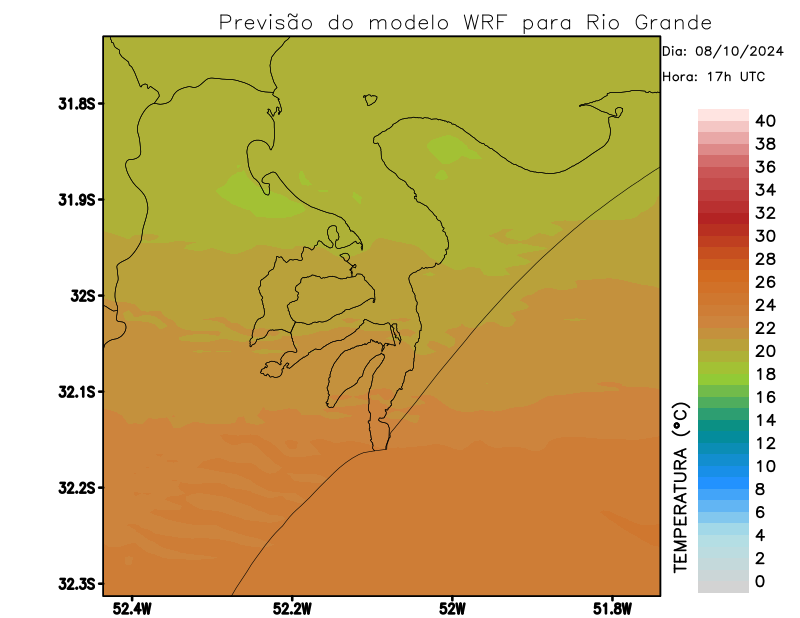 Previsão do modelo WRF para Rio Grande
Dia: 08/10/2024
Hora: 17h UTC
31.8S
31.9S
32S
32.1S
32.2S
32.3S
52.4W
52.2W
52W
51.8W
TEMPERATURA (°C)
40
38
36
34
32
30
28
26
24
22
20
18
16
14
12
10
8
6
4
2
0